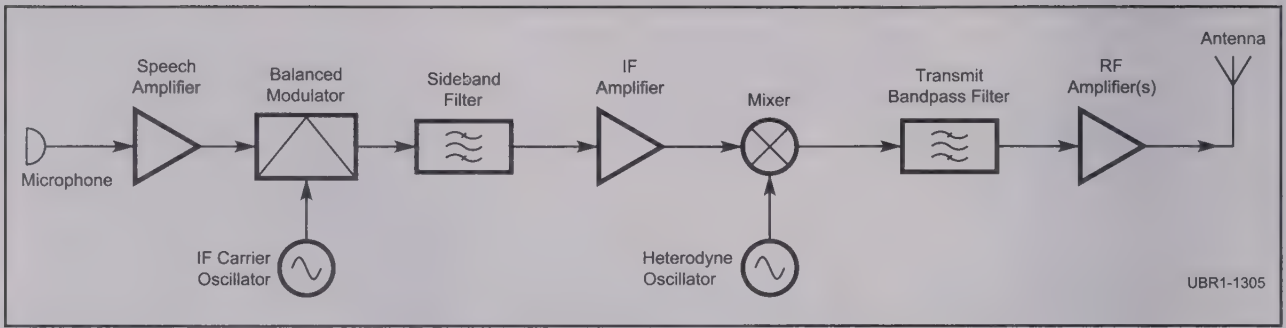 Speech
Amplifier
Balanced
Modulator
Sideband
Filter
IF
Amplifier
Mixer
Transmit
Bandpass Filter
RF
Amplifier(s)
Antenna
Microphone
IF Carrier
Oscillator
Heterodyne
Oscillator
UBR1-1305